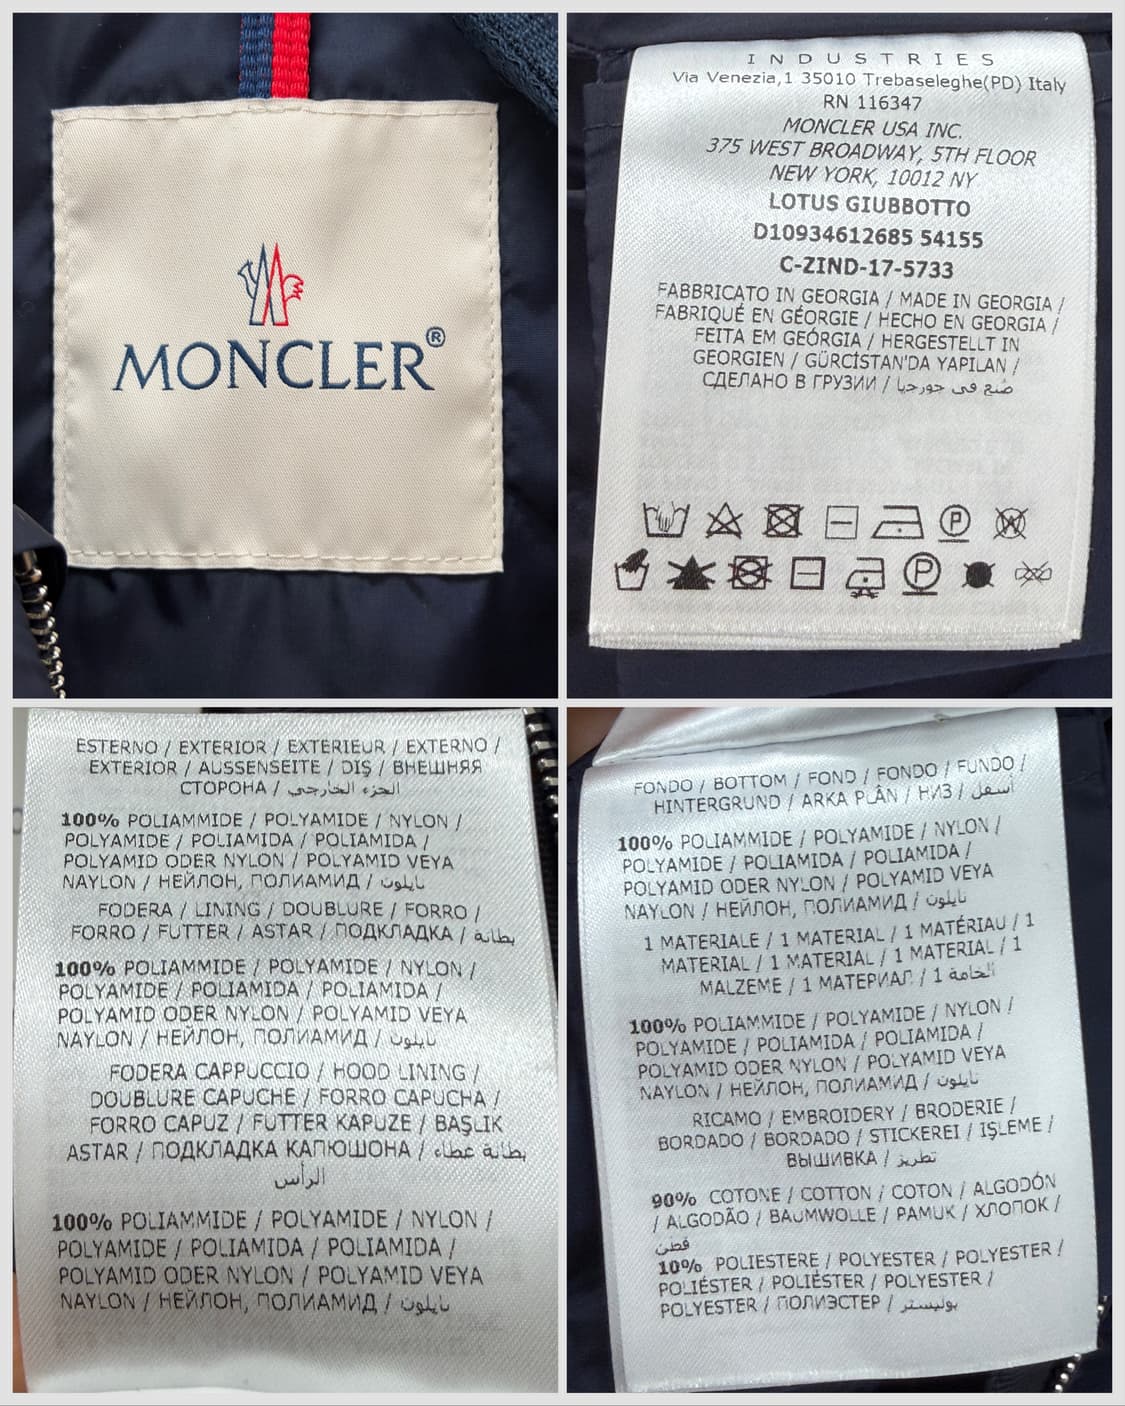 MONCLER®
INDUSTRIES
Via Venezia,1 35010 Trebaseleghe(PD) Italy
RN 116347
MONCLER USA INC.
375 WEST BROADWAY, 5TH FLOOR
NEW YORK, 10012 NY
LOTUS GIUBBOTTO
D10934612685 54155
C-ZIND-17-5733
FABBRICATO IN GEORGIA / MADE IN GEORGIA /
FABRIQUÉ EN GÉORGIE / HECHO EN GEORGIA /
FEITA EM GEÓRGIA / HERGESTELLT IN
GEORGIEN / GÜRCİSTAN'DA YAPILAN /
СДЕЛАНО В ГРУЗИИ / صُنع في جورجيا
P W
P
ESTERNO / EXTERIOR / EXTERIEUR / EXTERNO /
EXTERIOR / AUSSENSEITE / DIŞ / ВНЕШНЯЯ
СТОРОНА / الجزء الخارجي
100% POLIAMMIDE / POLYAMIDE / NYLON /
POLYAMIDE / POLIAMIDA / POLIAMIDA /
POLYAMID ODER NYLON / POLYAMID VEYA
NAYLON / НЕЙЛОН, ПОЛИАМИД / نايلون
FODERA / LINING / DOUBLURE / FORRO /
FORRO / FUTTER / ASTAR / ПОДКЛАДКА / بطانة
100% POLIAMMIDE / POLYAMIDE / NYLON /
POLYAMIDE / POLIAMIDA / POLIAMIDA /
POLYAMID ODER NYLON / POLYAMID VEYA
NAYLON / НЕЙЛОН, ПОЛИАМИД / نايلون
FODERA CAPPUCCIO / HOOD LINING /
DOUBLURE CAPUCHE / FORRO CAPUCHA /
FORRO CAPUZ / FUTTER KAPUZE / BAŞLIK
ASTAR / ПОДКЛАДКА КАПЮШОНА / بطانة غطاء
الرأس
100% POLIAMMIDE / POLYAMIDE / NYLON /
POLYAMIDE / POLIAMIDA / POLIAMIDA /
POLYAMID ODER NYLON / POLYAMID VEYA
NAYLON / НЕЙЛОН, ПОЛИАМИД / نايلون
FONDO / BOTTOM / FOND / FONDO / FUNDO /
HINTERGRUND / ARKA PLÂN / НИЗ / أسفل
100% POLIAMMIDE / POLYAMIDE / NYLON /
POLYAMIDE / POLIAMIDA / POLIAMIDA /
POLYAMID ODER NYLON / POLYAMID VEYA
NAYLON / НЕЙЛОН, ПОЛИАМИД / نايلون
1 MATERIALE / 1 MATERIAL / 1 MATÉRIAU / 1
MATERIAL / 1 MATERIAL / 1 MATERIAL / 1
MALZEME / 1 МАТЕРИАЛ / 1 الخامة
100% POLIAMMIDE / POLYAMIDE / NYLON /
POLYAMIDE / POLIAMIDA / POLIAMIDA /
POLYAMID ODER NYLON / POLYAMID VEYA
NAYLON / НЕЙЛОН, ПОЛИАМИД / نايلون
RICAMO / EMBROIDERY / BRODERIE /
BORDADO / BORDADO / STICKEREI / IŞLEME /
ВЫШИВКА / تطريز
90% COTONE / COTTON / COTON / ALGODÓN
/ ALGODÃO / BAUMWOLLE / PAMUK / ХЛОПОК /
قطن
10% POLIESTERE / POLYESTER / POLYESTER /
POLIÉSTER / POLIÉSTER / POLYESTER /
POLYESTER / ПОЛИЭСТЕР / بوليستر